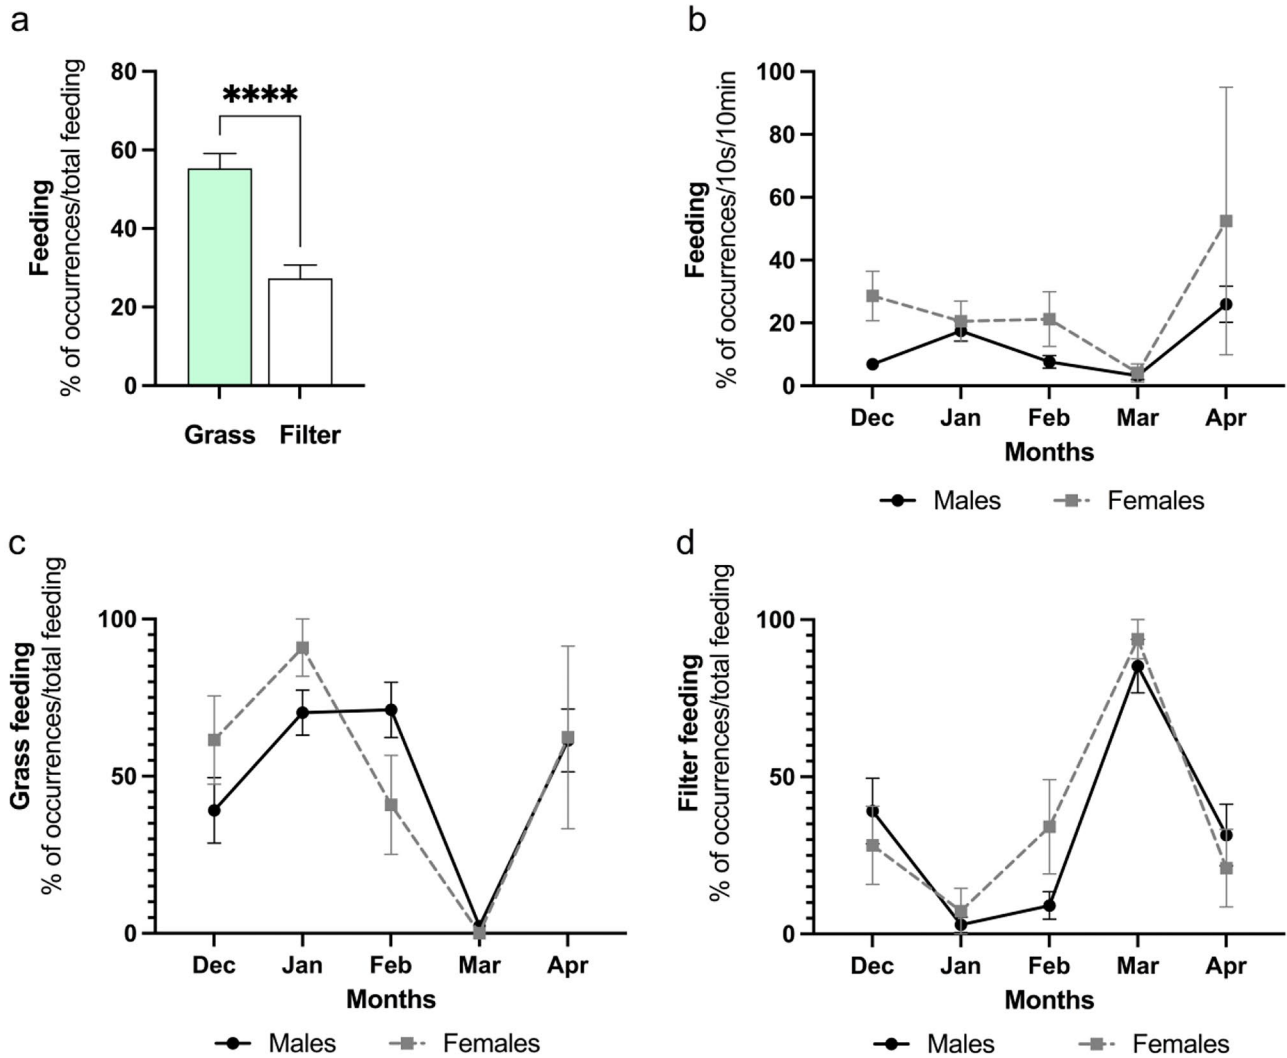 a
Feeding
% of occurrences/total feeding
80
60
40
20
0
****
Grass Filter
b
Feeding
% of occurrences/10s/10min
100
80
60
40
20
0
Dec Jan Feb Mar Apr
Months
Males Females
c
Grass feeding
% of occurrences/total feeding
100
50
0
Dec Jan Feb Mar Apr
Months
Males Females
d
Filter feeding
% of occurrences/total feeding
100
50
0
Dec Jan Feb Mar Apr
Months
Males Females